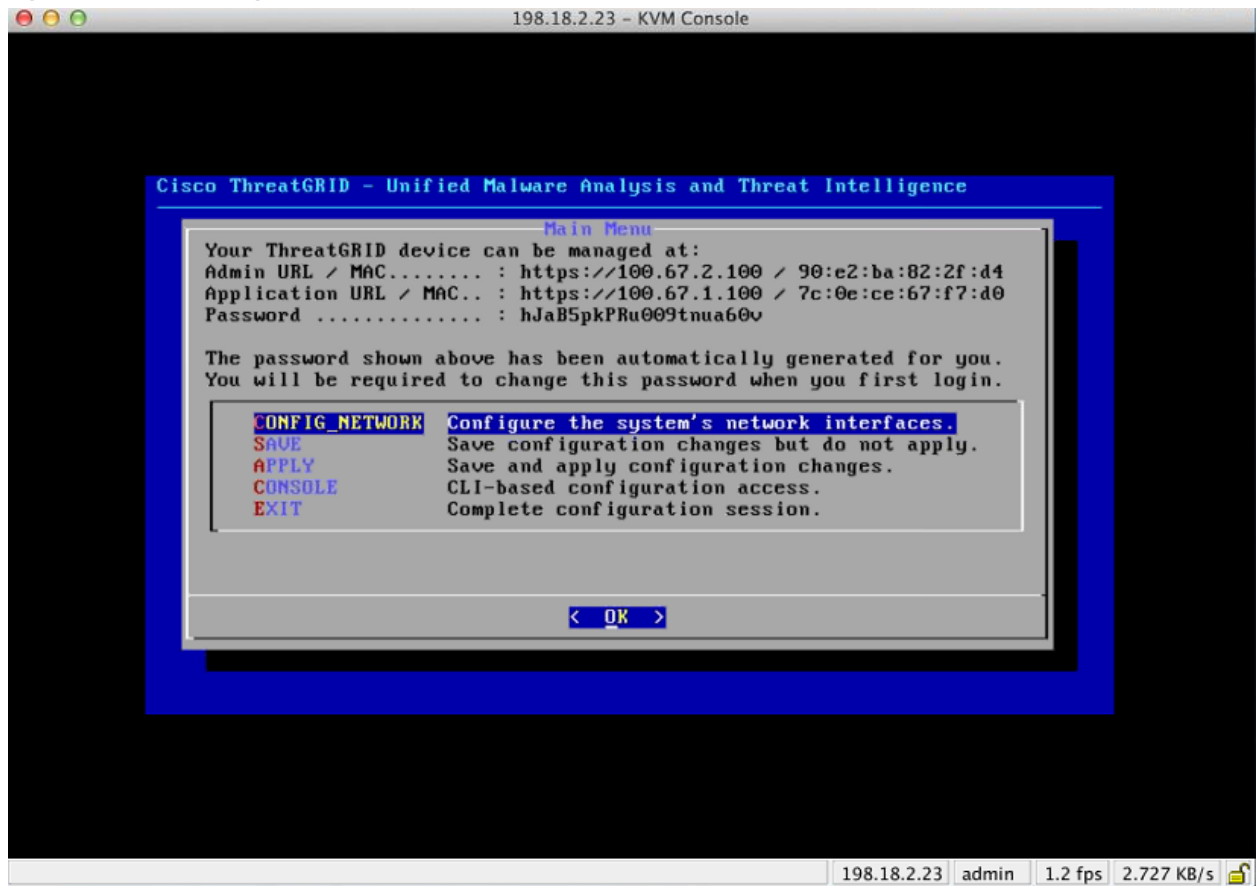 198.18.2.23 – KVM Console
Cisco ThreatGRID - Unified Malware Analysis and Threat Intelligence
Main Menu
Your ThreatGRID device can be managed at:
Admin URL / MAC........ : https://100.67.2.100 / 90:e2:ba:82:2f:d4
Application URL / MAC.. : https://100.67.1.100 / 7c:0e:ce:67:f7:d0
Password .............. : hJaB5pkPRu009tnua60v
The password shown above has been automatically generated for you.
You will be required to change this password when you first login.
CONFIG_NETWORK Configure the system's network interfaces.
SAVE Save configuration changes but do not apply.
APPLY Save and apply configuration changes.
CONSOLE CLI-based configuration access.
EXIT Complete configuration session.
< OK >
198.18.2.23 admin 1.2 fps 2.727 KB/s